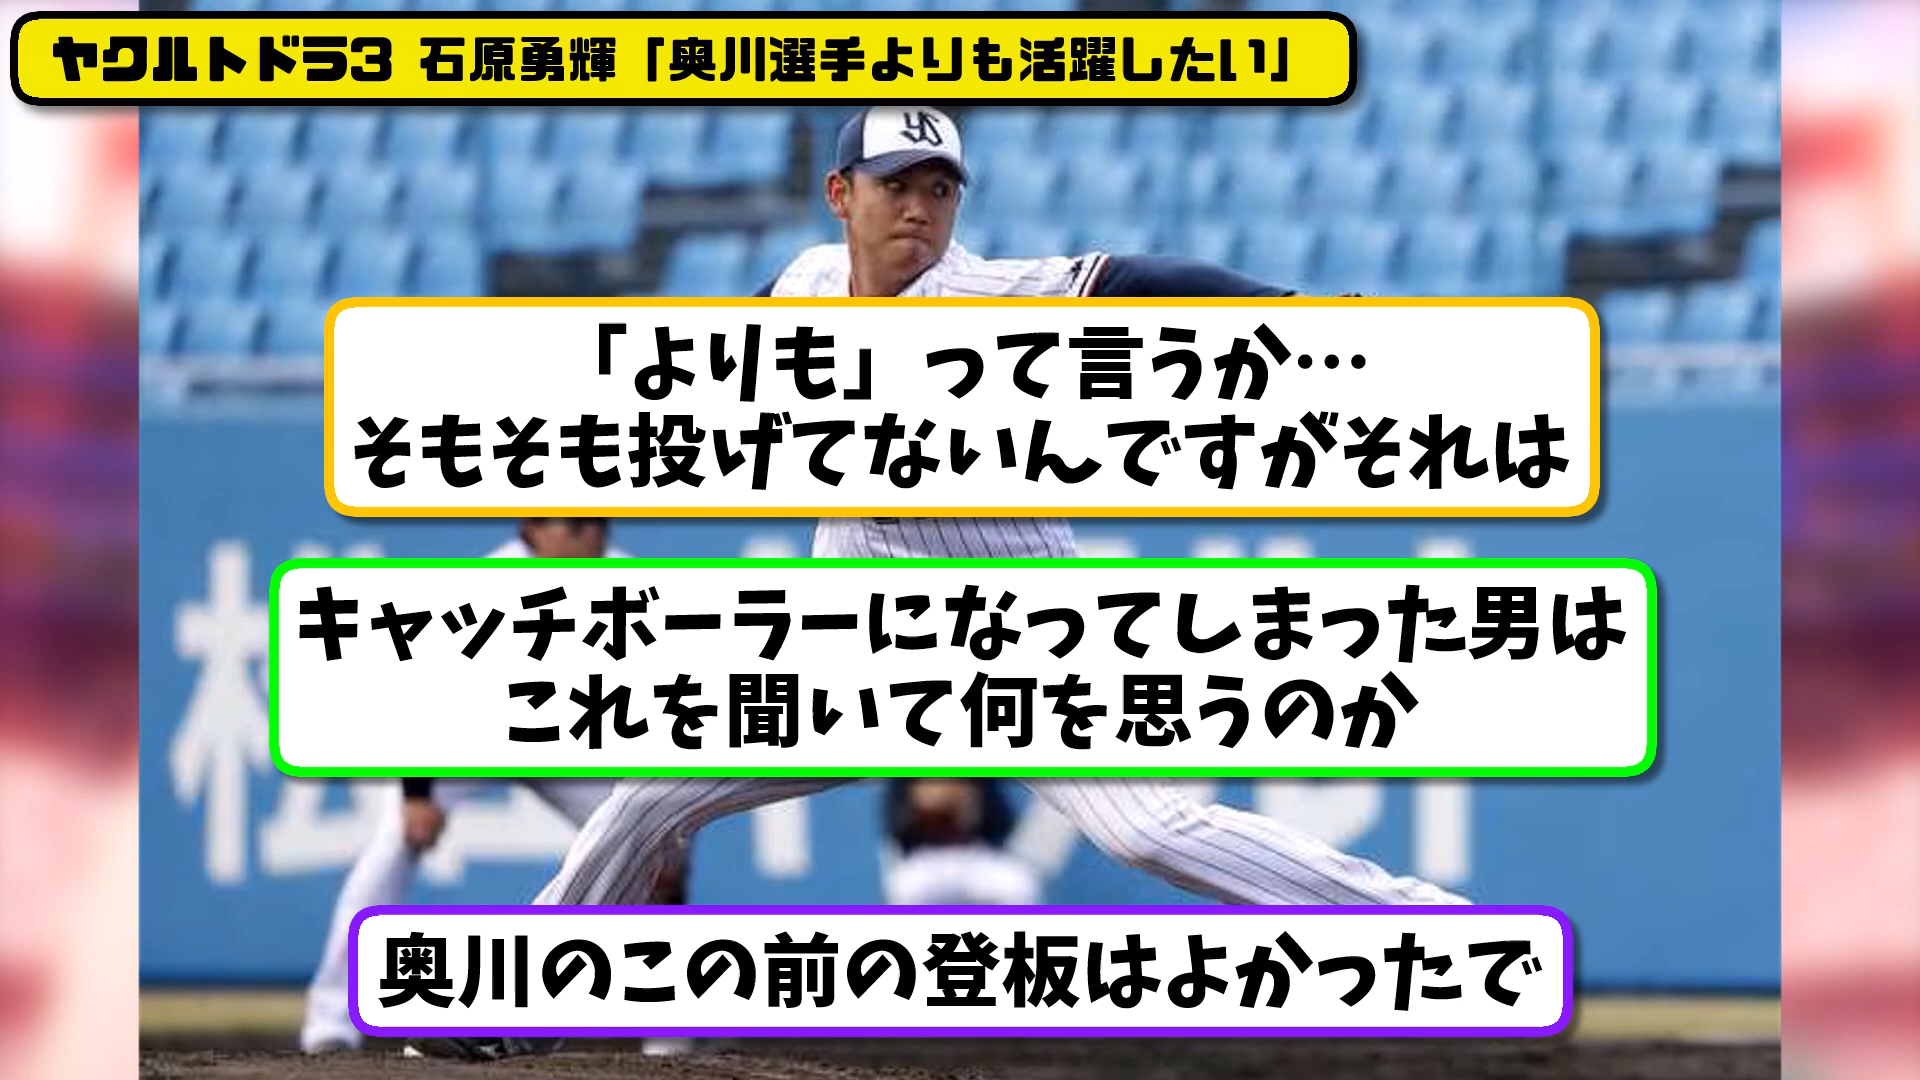 ヤクルトドラ3 石原勇輝「奥川選手よりも活躍したい」
YS
「よりも」って言うか…
そもそも投げてないんですがそれは
キャッチボーラーになってしまった男は
これを聞いて何を思うのか
奥川のこの前の登板はよかったで